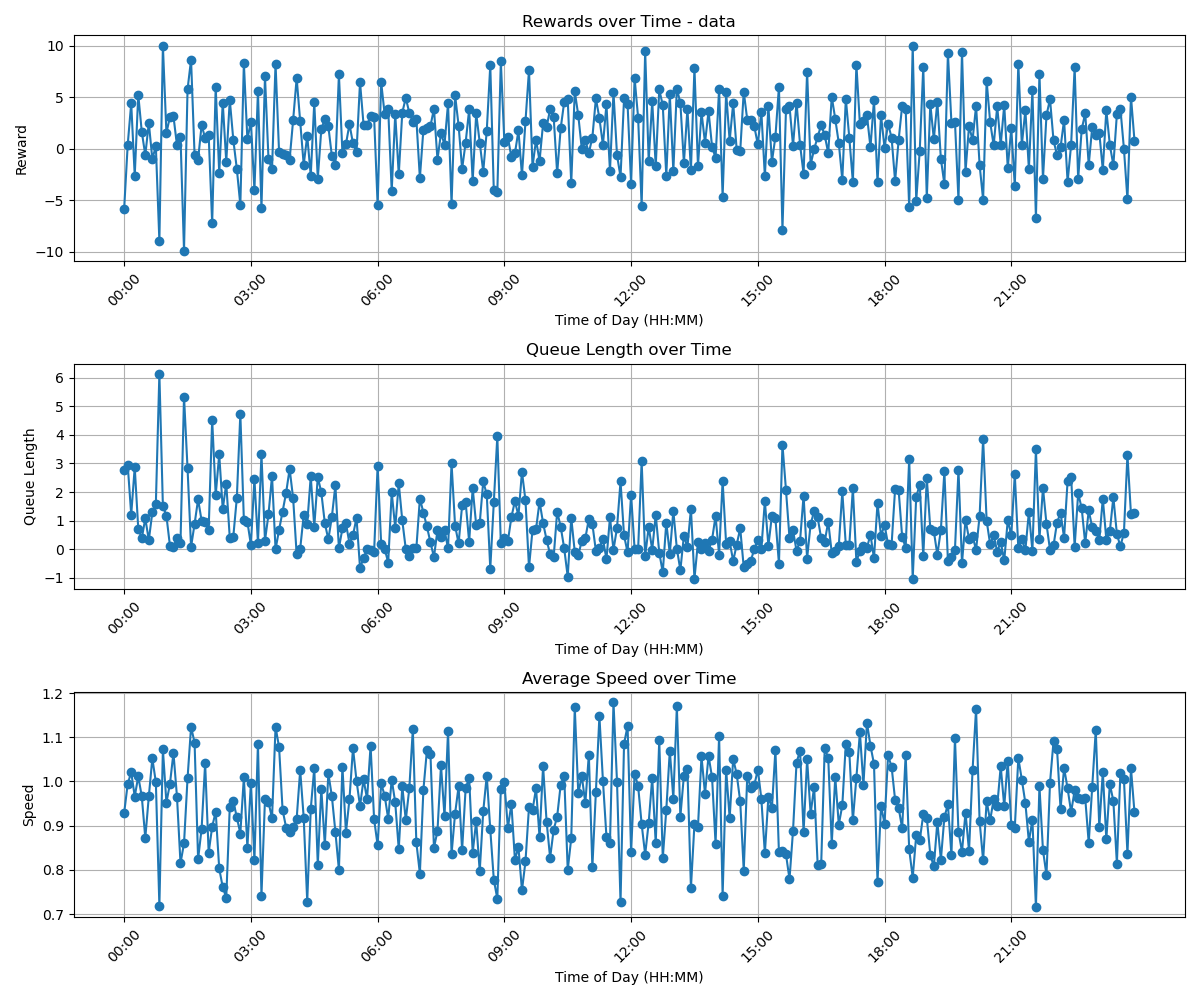 Rewards over Time - data
10
5
0
−5
−10
Reward
00:00 03:00 06:00 09:00 12:00 15:00 18:00 21:00
Time of Day (HH:MM)
Queue Length over Time
6
5
4
3
2
1
0
−1
Queue Length
00:00 03:00 06:00 09:00 12:00 15:00 18:00 21:00
Time of Day (HH:MM)
Average Speed over Time
1.2
1.1
1.0
0.9
0.8
0.7
Speed
00:00 03:00 06:00 09:00 12:00 15:00 18:00 21:00
Time of Day (HH:MM)